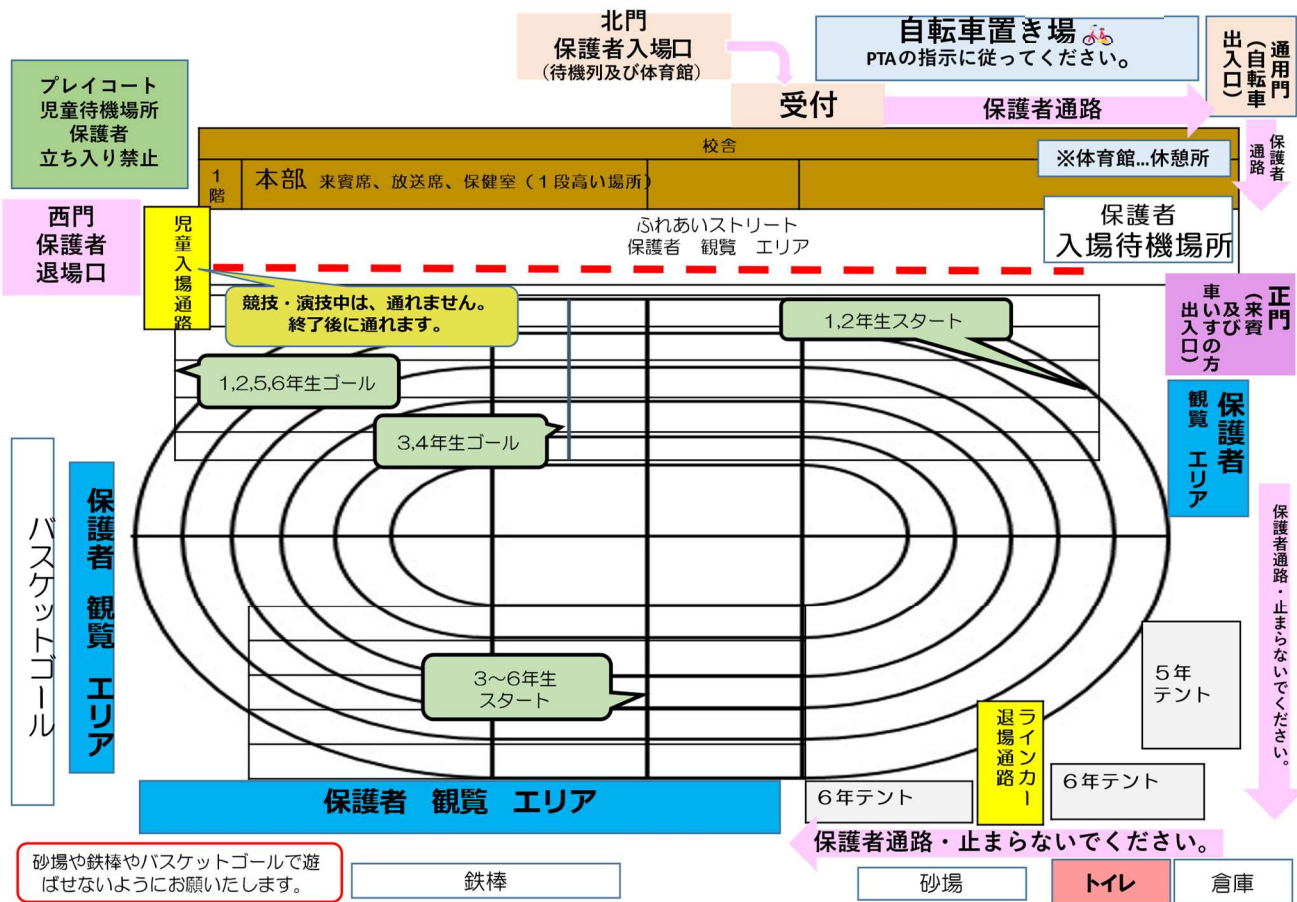 北門
保護者入場口
(待機列及び体育館)
自転車置き場
PTAの指示に従ってください。
通用門
(自転車
出入口)
プレイコート
児童待機場所
保護者
立ち入り禁止
受付
保護者通路
保護者
通路
校舎
※体育館...休憩所
1
階
本部 来賓席、放送席、保健室(1段高い場所)
西門
保護者
退場口
児童入場通路
ふれあいストリート
保護者 観覧 エリア
保護者
入場待機場所
競技・演技中は、通れません。
終了後に通れます。
1,2年生スタート
正門
(来賓
及び
車いすの方
出入口)
1,2,5,6年生ゴール
3,4年生ゴール
保護者
観覧 エリア
バスケットゴール
保護者 観覧 エリア
保護者通路・止まらないでください。
3~6年生
スタート
5年
テント
ラインカー
退場通路
6年テント
6年テント
保護者 観覧 エリア
保護者通路・止まらないでください。
砂場や鉄棒やバスケットゴールで遊
ばせないようにお願いいたします。
鉄棒
砂場
トイレ
倉庫